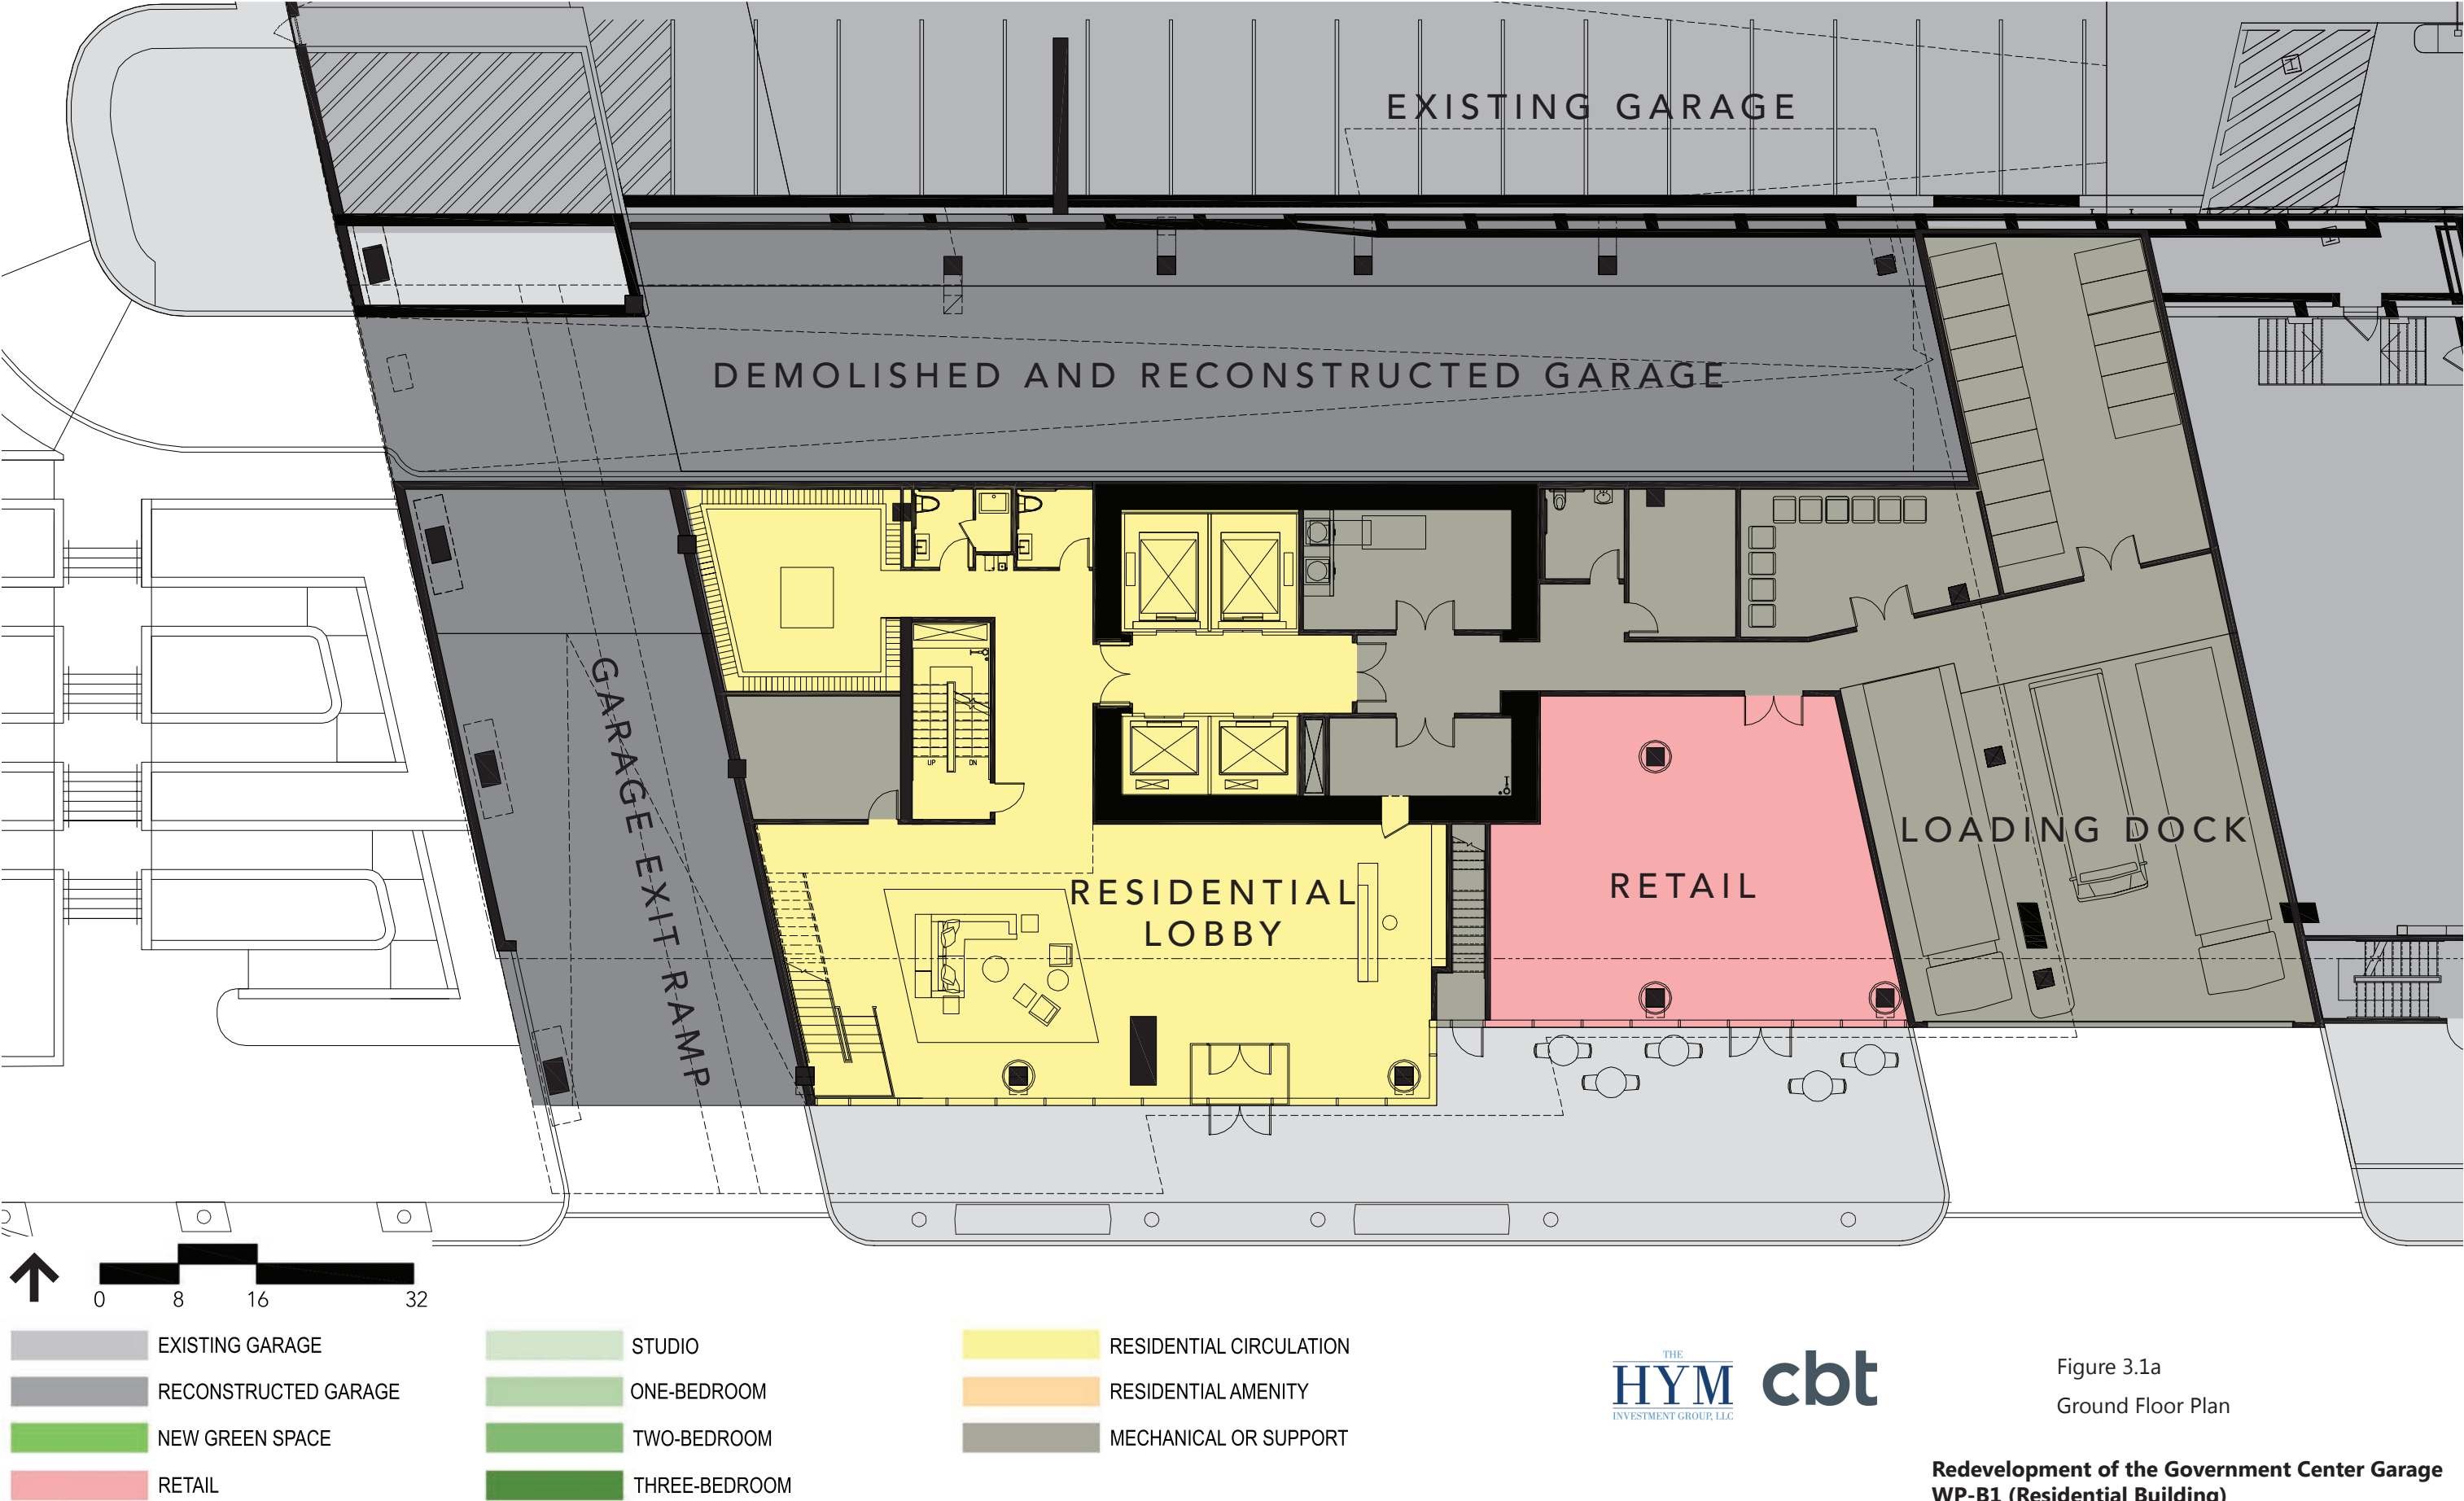 EXISTING GARAGE
DEMOLISHED AND RECONSTRUCTED GARAGE
GARAGE EXIT RAMP
UP
DN
RESIDENTIAL
LOBBY
RETAIL
LOADING DOCK
0 8 16 32
EXISTING GARAGE
RECONSTRUCTED GARAGE
NEW GREEN SPACE
RETAIL
STUDIO
ONE-BEDROOM
TWO-BEDROOM
THREE-BEDROOM
RESIDENTIAL CIRCULATION
RESIDENTIAL AMENITY
MECHANICAL OR SUPPORT
THE
HYM
INVESTMENT GROUP, LLC
cbt
Figure 3.1a
Ground Floor Plan
Redevelopment of the Government Center Garage
WP-B1 (Residential Building)